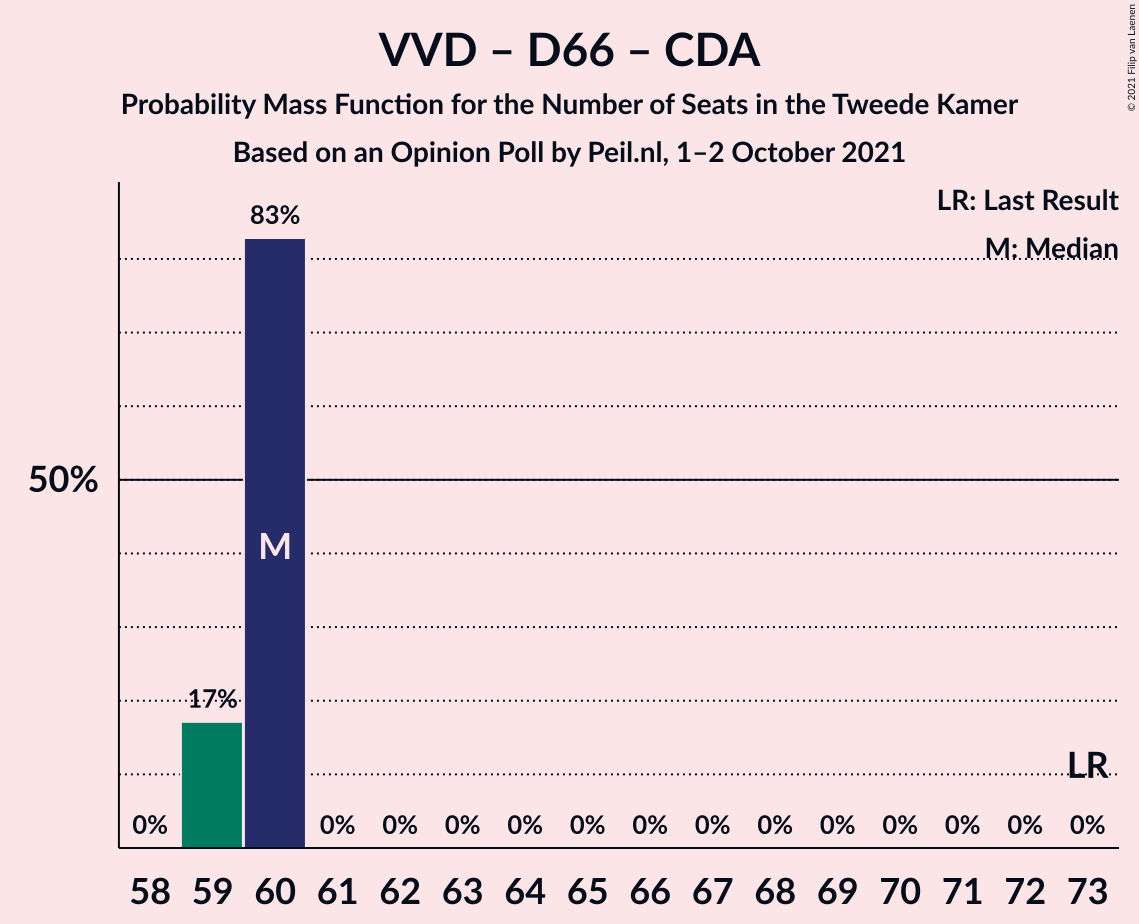 VVD – D66 – CDA
Probability Mass Function for the Number of Seats in the Tweede Kamer
Based on an Opinion Poll by Peil.nl, 1–2 October 2021
© 2021 Filip van Laenen
LR: Last Result
M: Median
83%
50%
M
17%
LR
0% 0% 0% 0% 0% 0% 0% 0% 0% 0% 0% 0% 0% 0%
58 59 60 61 62 63 64 65 66 67 68 69 70 71 72 73